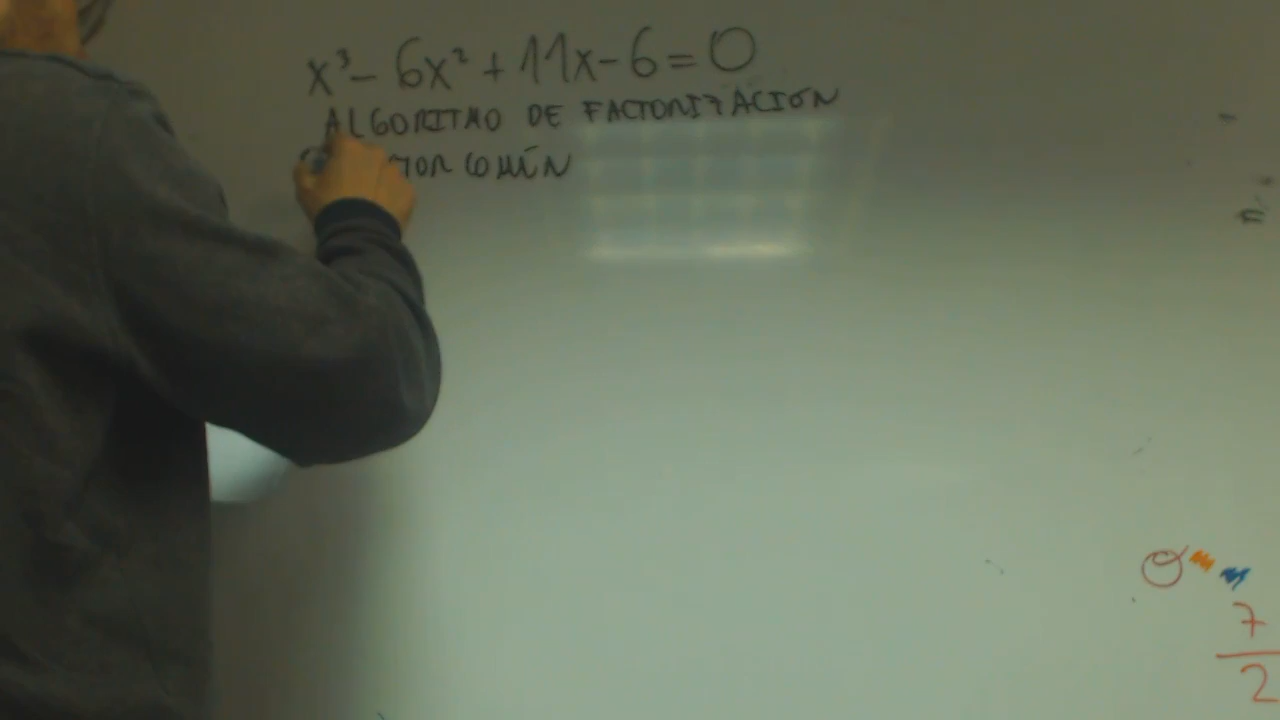 x³ - 6x² + 11x - 6 = 0
ALGORITMO DE FACTORIZACIÓN
COMÚN
7
2